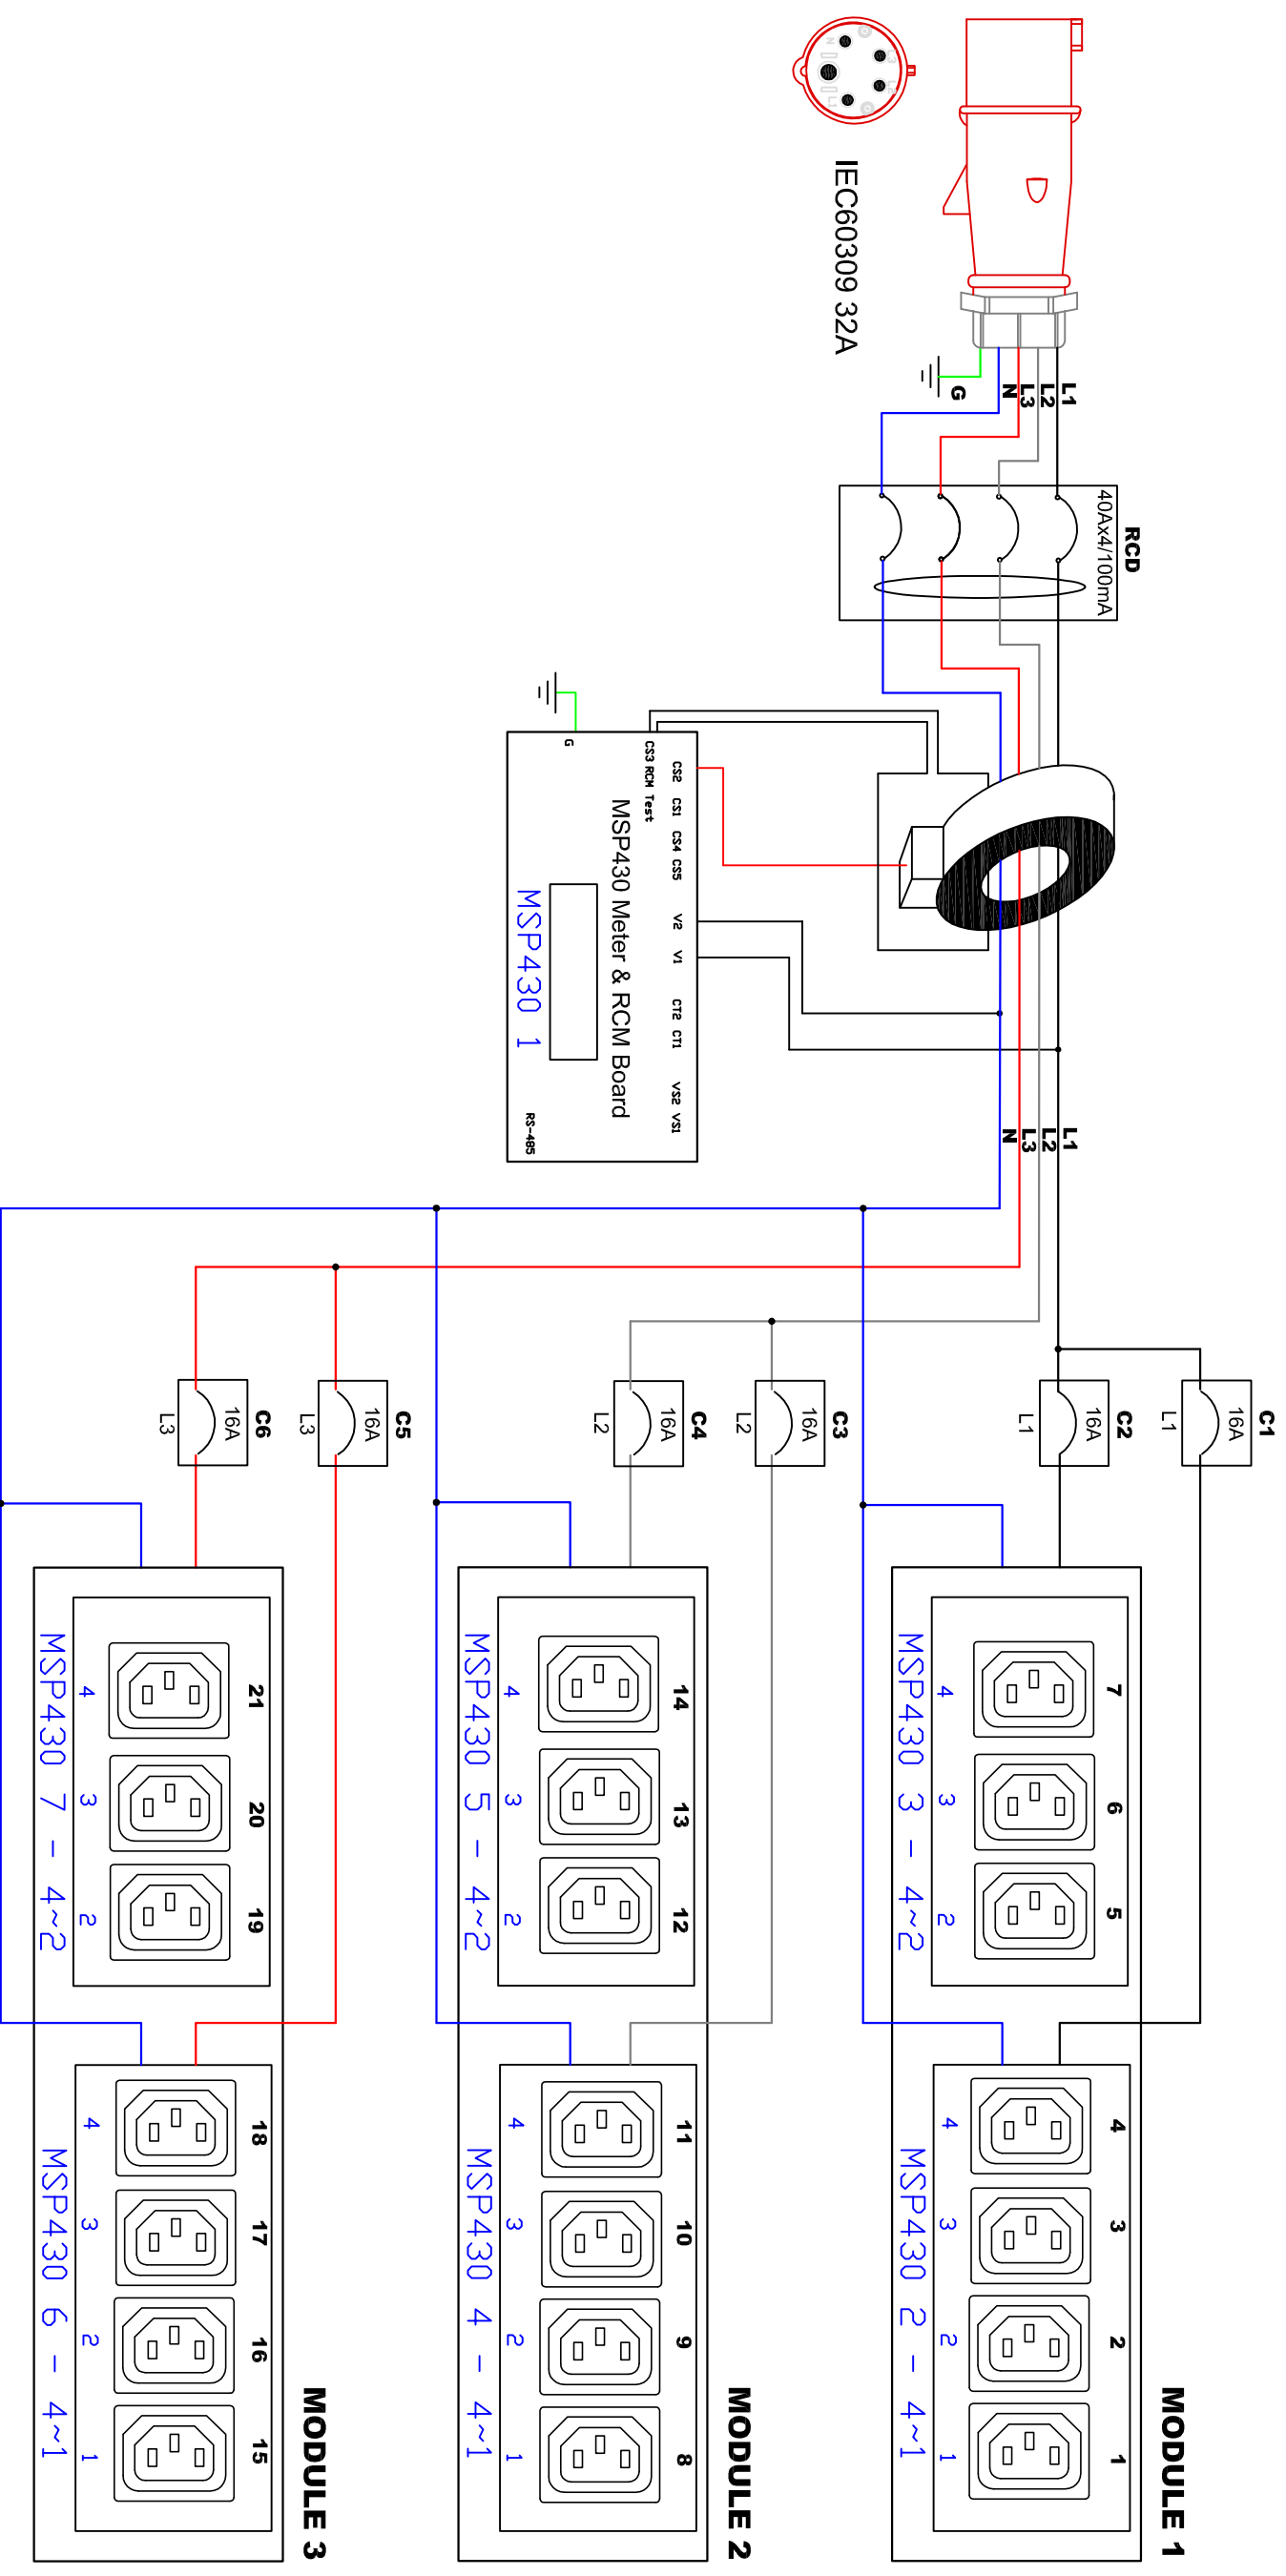 IEC60309 32A
L3
L2
N
L1
L1
L2
L3
N
G
RCD
40Ax4/100mA
CS2 CS1 CS4 CS5 V2 V1 CT2 CT1 VS2 VS1
CS3 RCM Test
G
MSP430 Meter & RCM Board
MSP430 1
RS-485
L1
L2
L3
N
C1
16A
L1
C2
16A
L1
C3
16A
L2
C4
16A
L2
C5
16A
L3
C6
16A
L3
MODULE 1
7 6 5
4 3 2
MSP430 3 - 4~2
4 3 2 1
4 3 2 1
MSP430 2 - 4~1
MODULE 2
14 13 12
4 3 2
MSP430 5 - 4~2
11 10 9 8
4 3 2 1
MSP430 4 - 4~1
MODULE 3
21 20 19
4 3 2
MSP430 7 - 4~2
18 17 16 15
4 3 2 1
MSP430 6 - 4~1